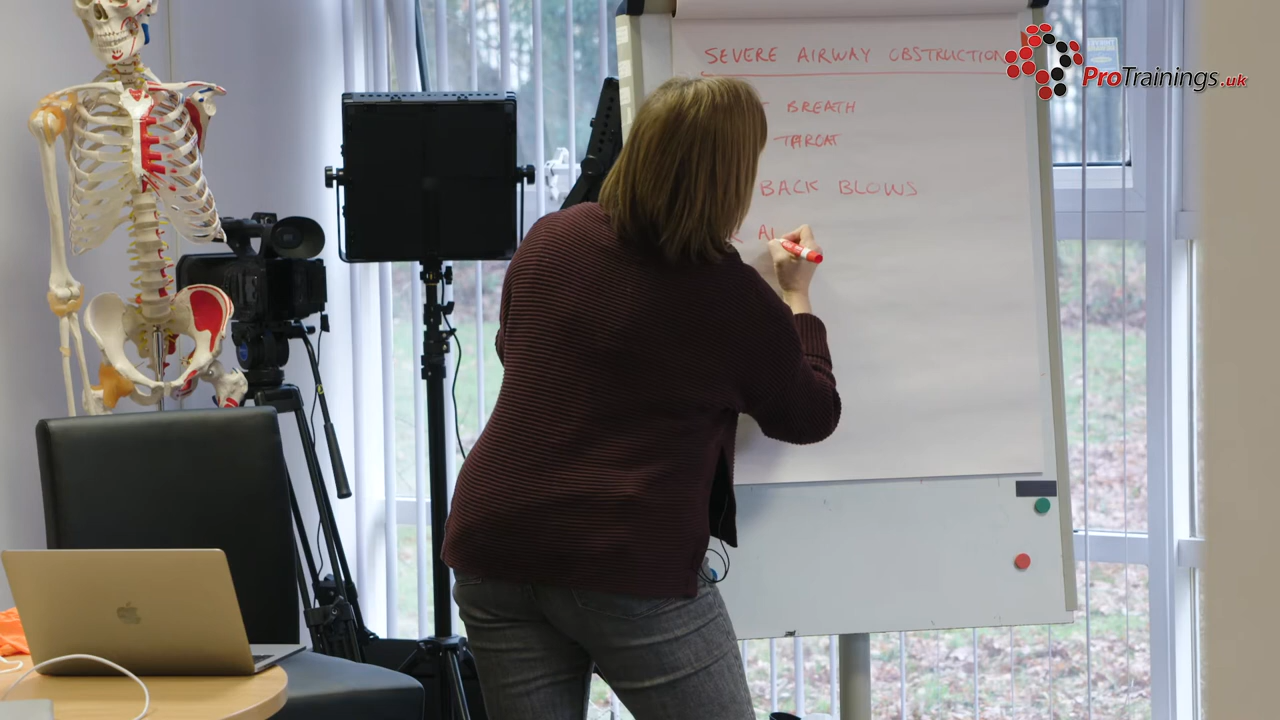 SEVERE AIRWAY OBSTRUCTION
BREATH
THROAT
BACK BLOWS
ProTrainings.uk